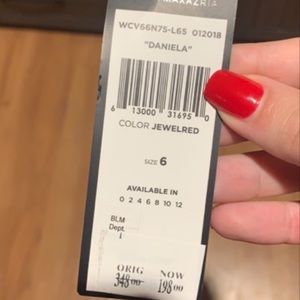 MAXAZRIA
WCV66N75-L65 012018
"DANIELA"
6 13000 31695 0
COLOR JEWELRED
SIZE 6
AVAILABLE IN
0 2 4 6 8 10 12
BLM
Dept.
1
ORIG NOW
348.00 198.00